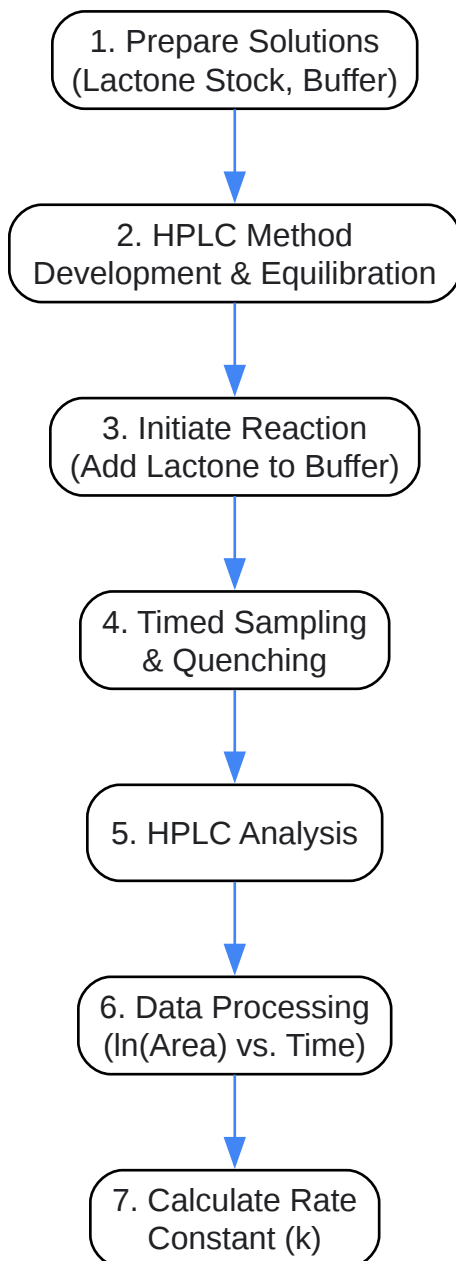 1. Prepare Solutions
(Lactone Stock, Buffer)
2. HPLC Method
Development & Equilibration
3. Initiate Reaction
(Add Lactone to Buffer)
4. Timed Sampling
& Quenching
5. HPLC Analysis
6. Data Processing
(ln(Area) vs. Time)
7. Calculate Rate
Constant (k)